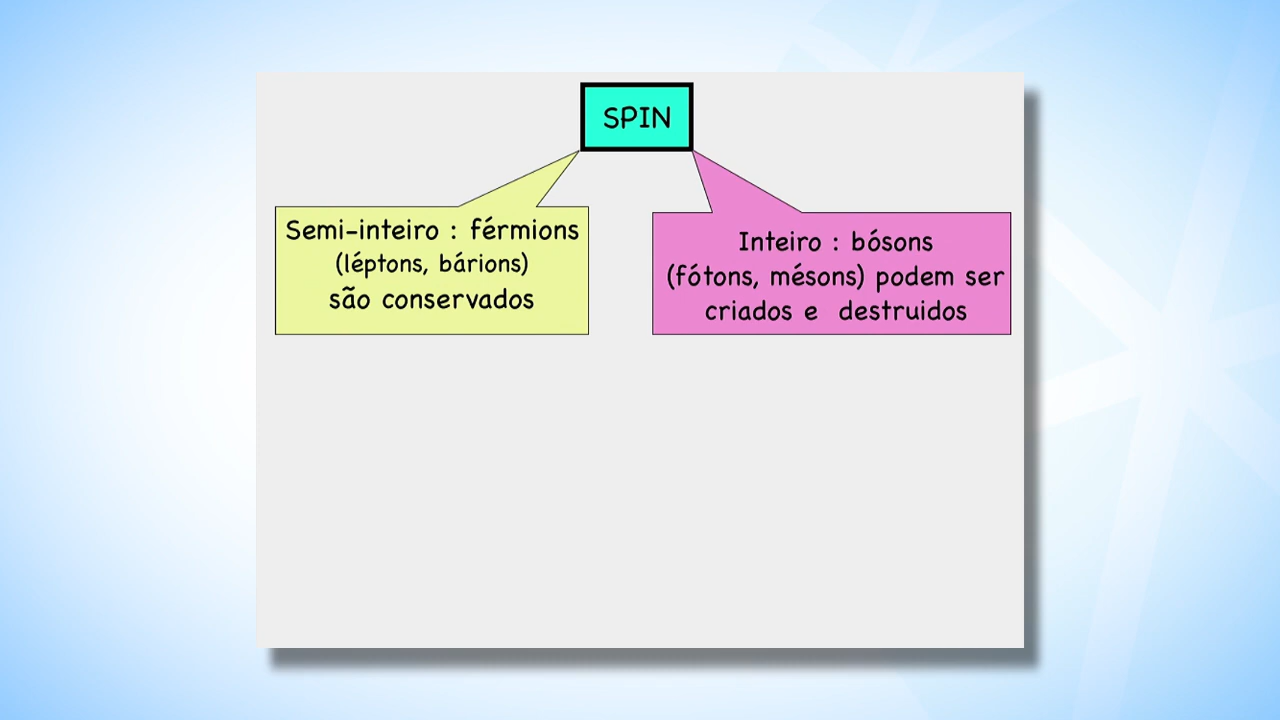 SPIN
Semi-inteiro : férmions
(léptons, bárions)
são conservados
Inteiro : bósons
(fótons, mésons) podem ser
criados e destruidos